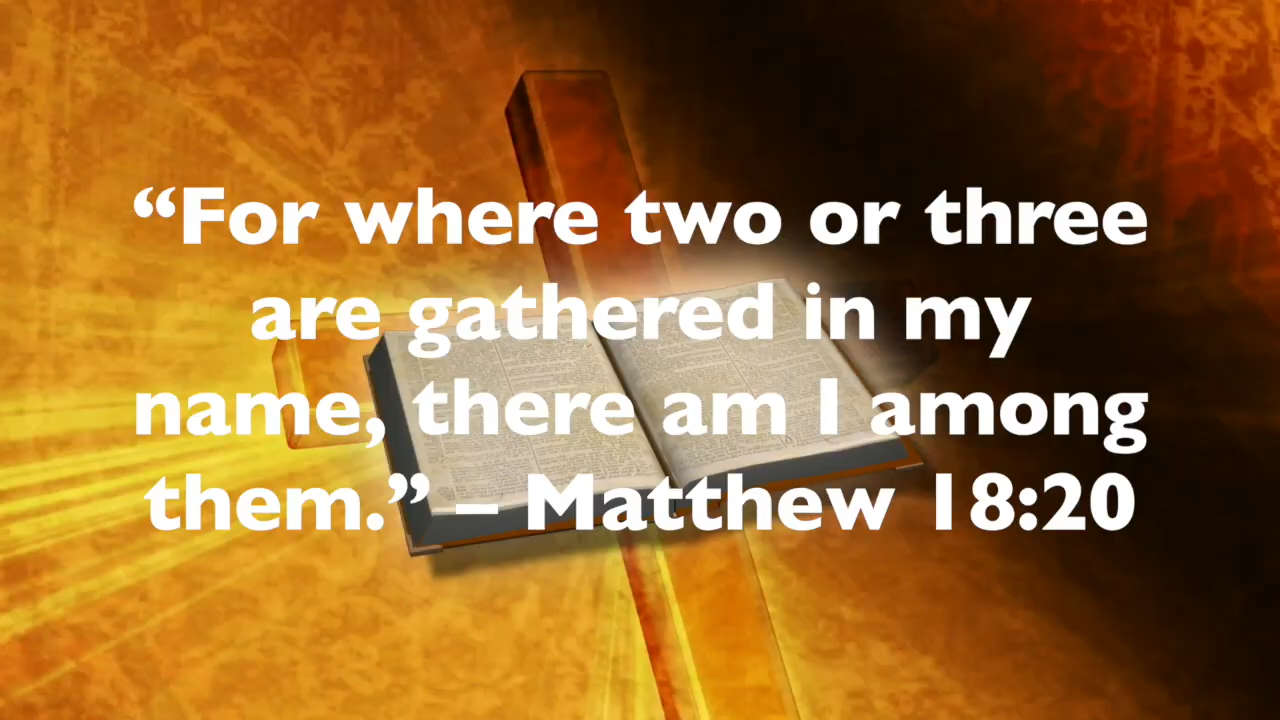 “For where two or three
are gathered in my
name, there am I among
them.” – Matthew 18:20